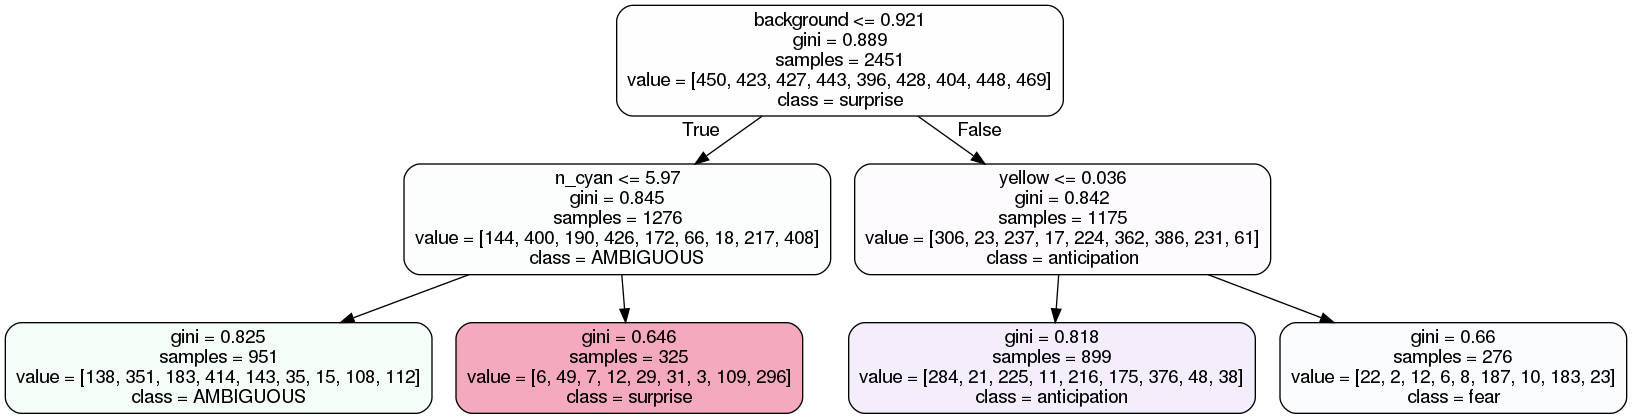 background <= 0.921
gini = 0.889
samples = 2451
value = [450, 423, 427, 443, 396, 428, 404, 448, 469]
class = surprise
True
False
n_cyan <= 5.97
gini = 0.845
samples = 1276
value = [144, 400, 190, 426, 172, 66, 18, 217, 408]
class = AMBIGUOUS
yellow <= 0.036
gini = 0.842
samples = 1175
value = [306, 23, 237, 17, 224, 362, 386, 231, 61]
class = anticipation
gini = 0.825
samples = 951
value = [138, 351, 183, 414, 143, 35, 15, 108, 112]
class = AMBIGUOUS
gini = 0.646
samples = 325
value = [6, 49, 7, 12, 29, 31, 3, 109, 296]
class = surprise
gini = 0.818
samples = 899
value = [284, 21, 225, 11, 216, 175, 376, 48, 38]
class = anticipation
gini = 0.66
samples = 276
value = [22, 2, 12, 6, 8, 187, 10, 183, 23]
class = fear